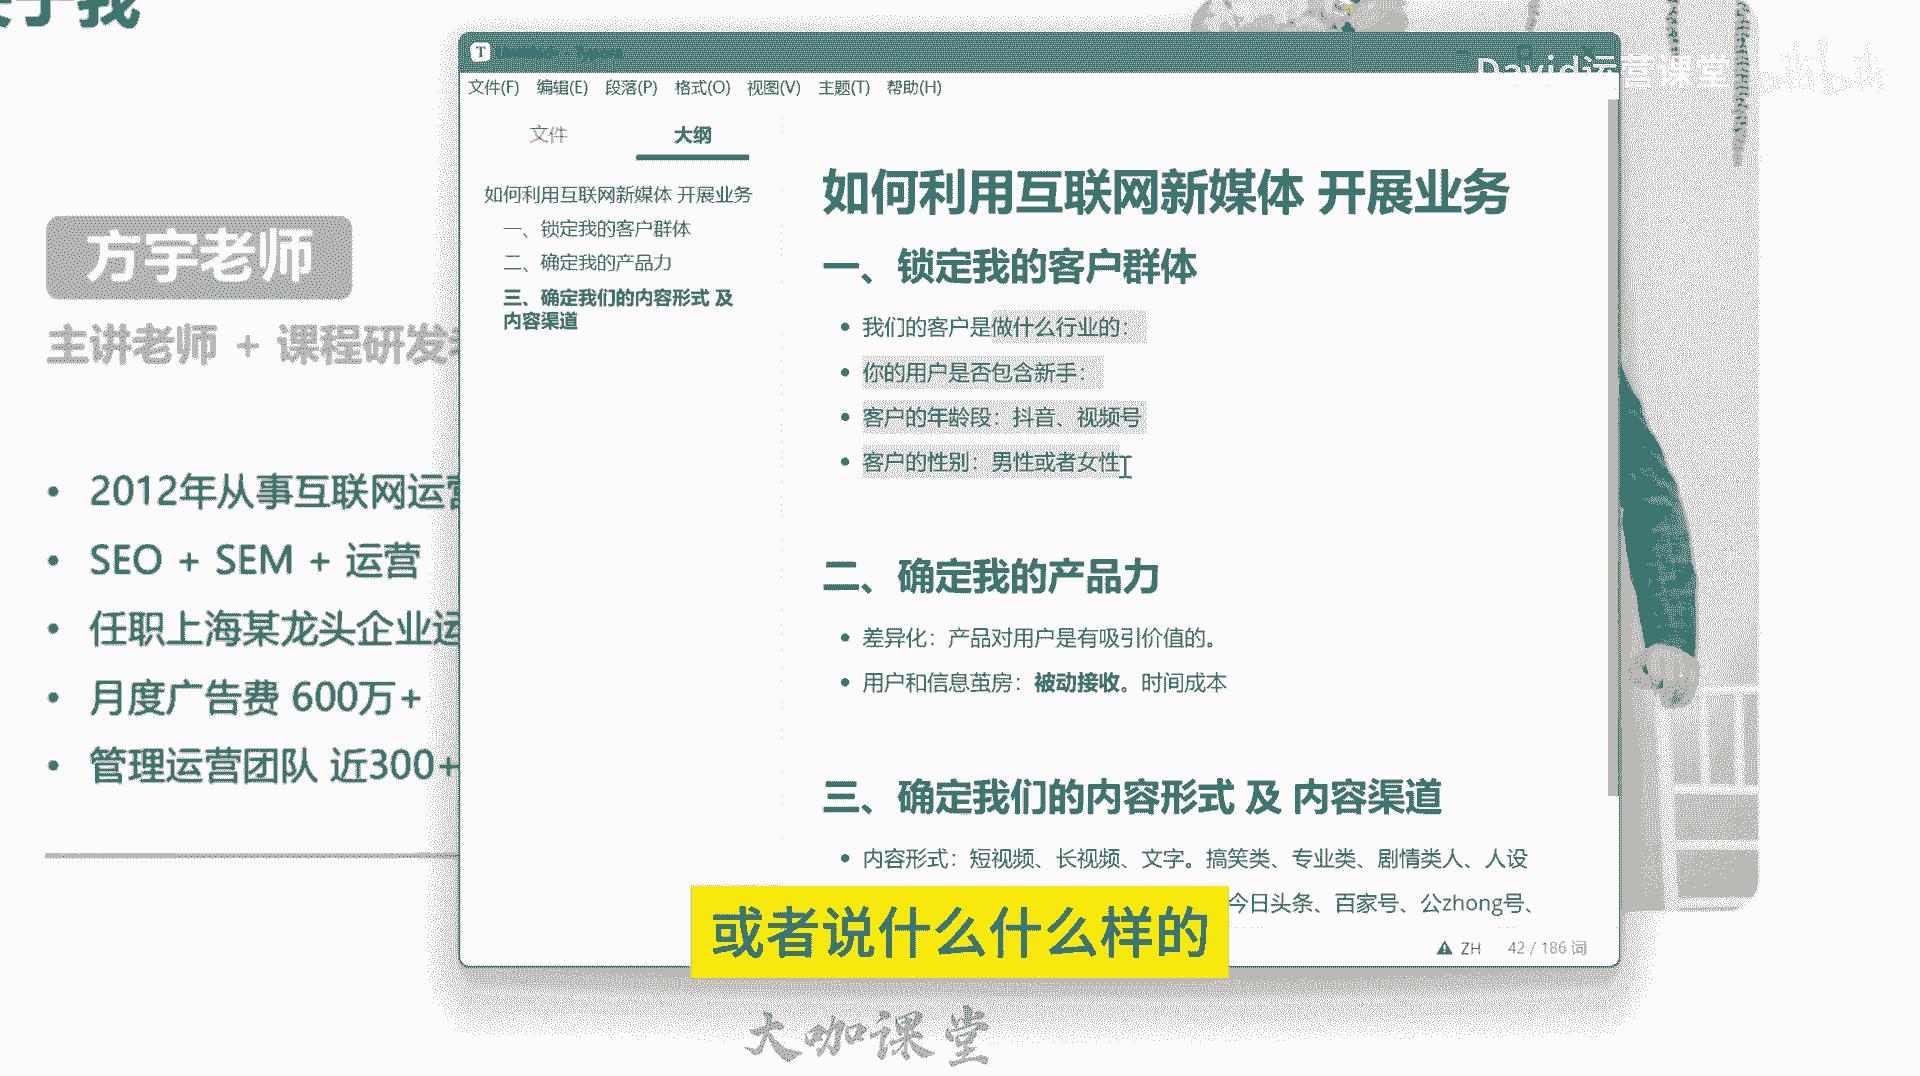 于我
方宇老师
主讲老师 + 课程研发
2012年从事互联网运营
SEO + SEM + 运营
任职上海某龙头企业运
月度广告费 600万+
管理运营团队 近300+
T
David运营课堂
bilibili
文件(F) 编辑(E) 段落(P) 格式(O) 视图(V) 主题(T) 帮助(H)
文件 大纲
如何利用互联网新媒体 开展业务
一、锁定我的客户群体
二、确定我的产品力
三、确定我们的内容形式 及
内容渠道
如何利用互联网新媒体 开展业务
一、锁定我的客户群体
我们的客户是做什么行业的：
你的用户是否包含新手：
客户的年龄段：抖音、视频号
客户的性别：男性或者女性
二、确定我的产品力
差异化：产品对用户是有吸引价值的。
用户和信息茧房：被动接收。时间成本
三、确定我们的内容形式 及 内容渠道
内容形式：短视频、长视频、文字。搞笑类、专业类、剧情类人、人设
今日头条、百家号、公zhong号、
ZH 42 / 186 词
或者说什么什么样的
大咖课堂